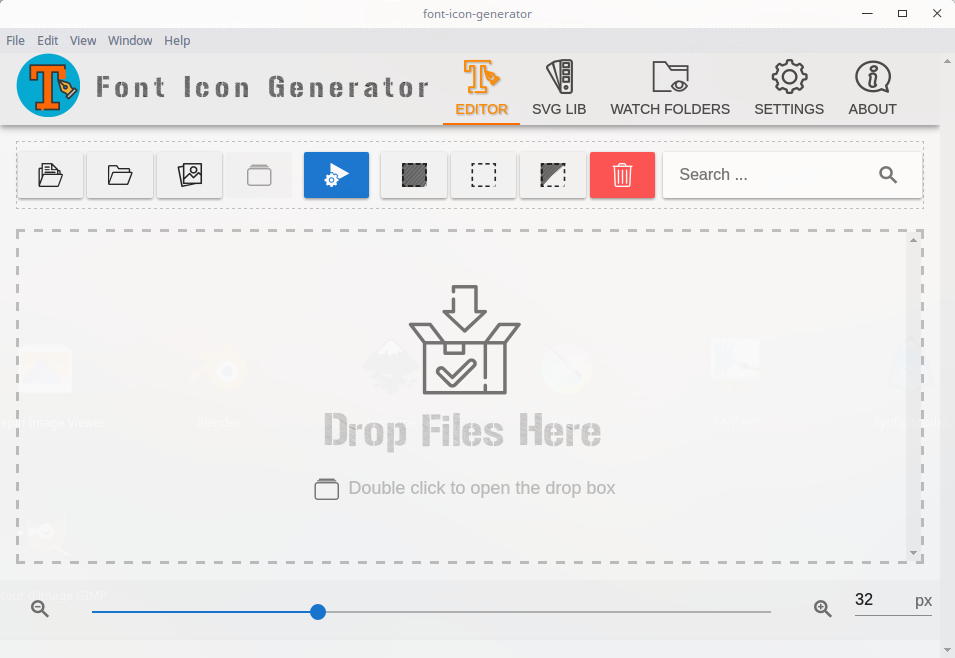 font-icon-generator
File Edit View Window Help
Font Icon Generator
EDITOR SVG LIB WATCH FOLDERS SETTINGS ABOUT
Search ...
Drop Files Here
Double click to open the drop box
32 px